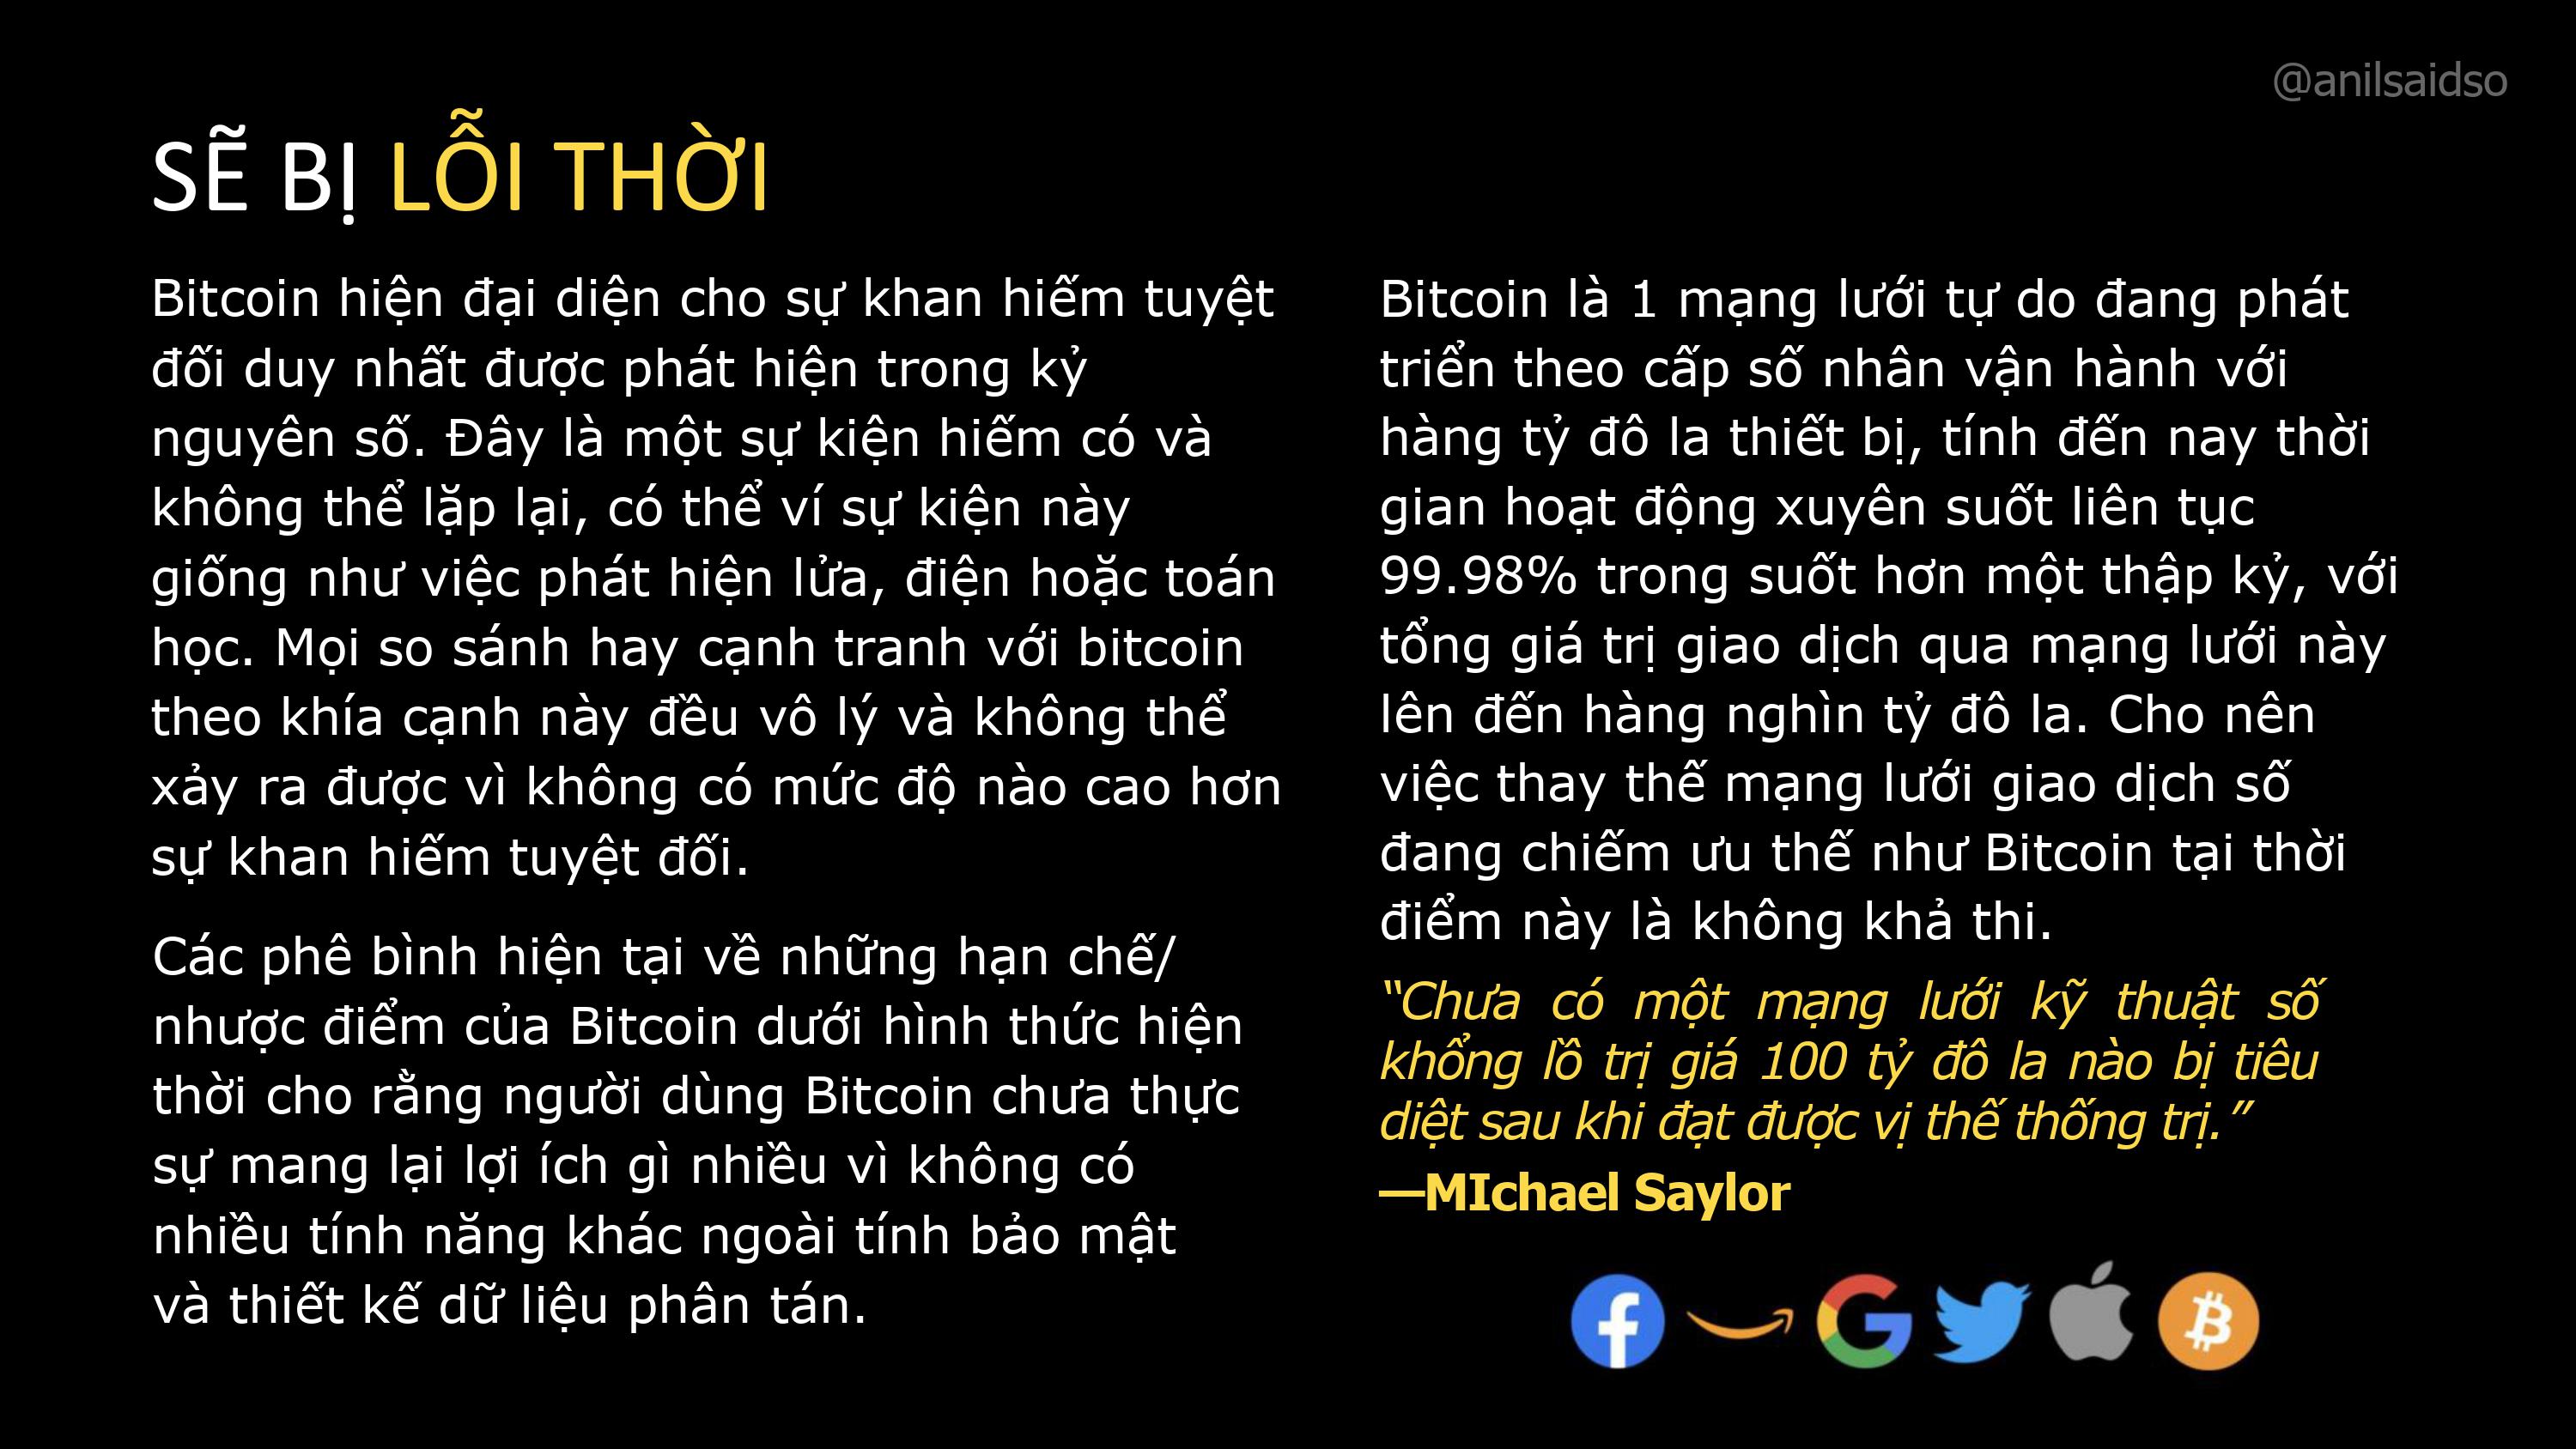 @anilsaidso
SẼ BỊ LỖI THỜI
Bitcoin hiện đại diện cho sự khan hiếm tuyệt
đối duy nhất được phát hiện trong kỷ
nguyên số. Đây là một sự kiện hiếm có và
không thể lặp lại, có thể ví sự kiện này
giống như việc phát hiện lửa, điện hoặc toán
học. Mọi so sánh hay cạnh tranh với bitcoin
theo khía cạnh này đều vô lý và không thể
xảy ra được vì không có mức độ nào cao hơn
sự khan hiếm tuyệt đối.
Các phê bình hiện tại về những hạn chế/
nhược điểm của Bitcoin dưới hình thức hiện
thời cho rằng người dùng Bitcoin chưa thực
sự mang lại lợi ích gì nhiều vì không có
nhiều tính năng khác ngoài tính bảo mật
và thiết kế dữ liệu phân tán.
Bitcoin là 1 mạng lưới tự do đang phát
triển theo cấp số nhân vận hành với
hàng tỷ đô la thiết bị, tính đến nay thời
gian hoạt động xuyên suốt liên tục
99.98% trong suốt hơn một thập kỷ, với
tổng giá trị giao dịch qua mạng lưới này
lên đến hàng nghìn tỷ đô la. Cho nên
việc thay thế mạng lưới giao dịch số
đang chiếm ưu thế như Bitcoin tại thời
điểm này là không khả thi.
“Chưa có một mạng lưới kỹ thuật số
khổng lồ trị giá 100 tỷ đô la nào bị tiêu
diệt sau khi đạt được vị thế thống trị.”
—MIchael Saylor